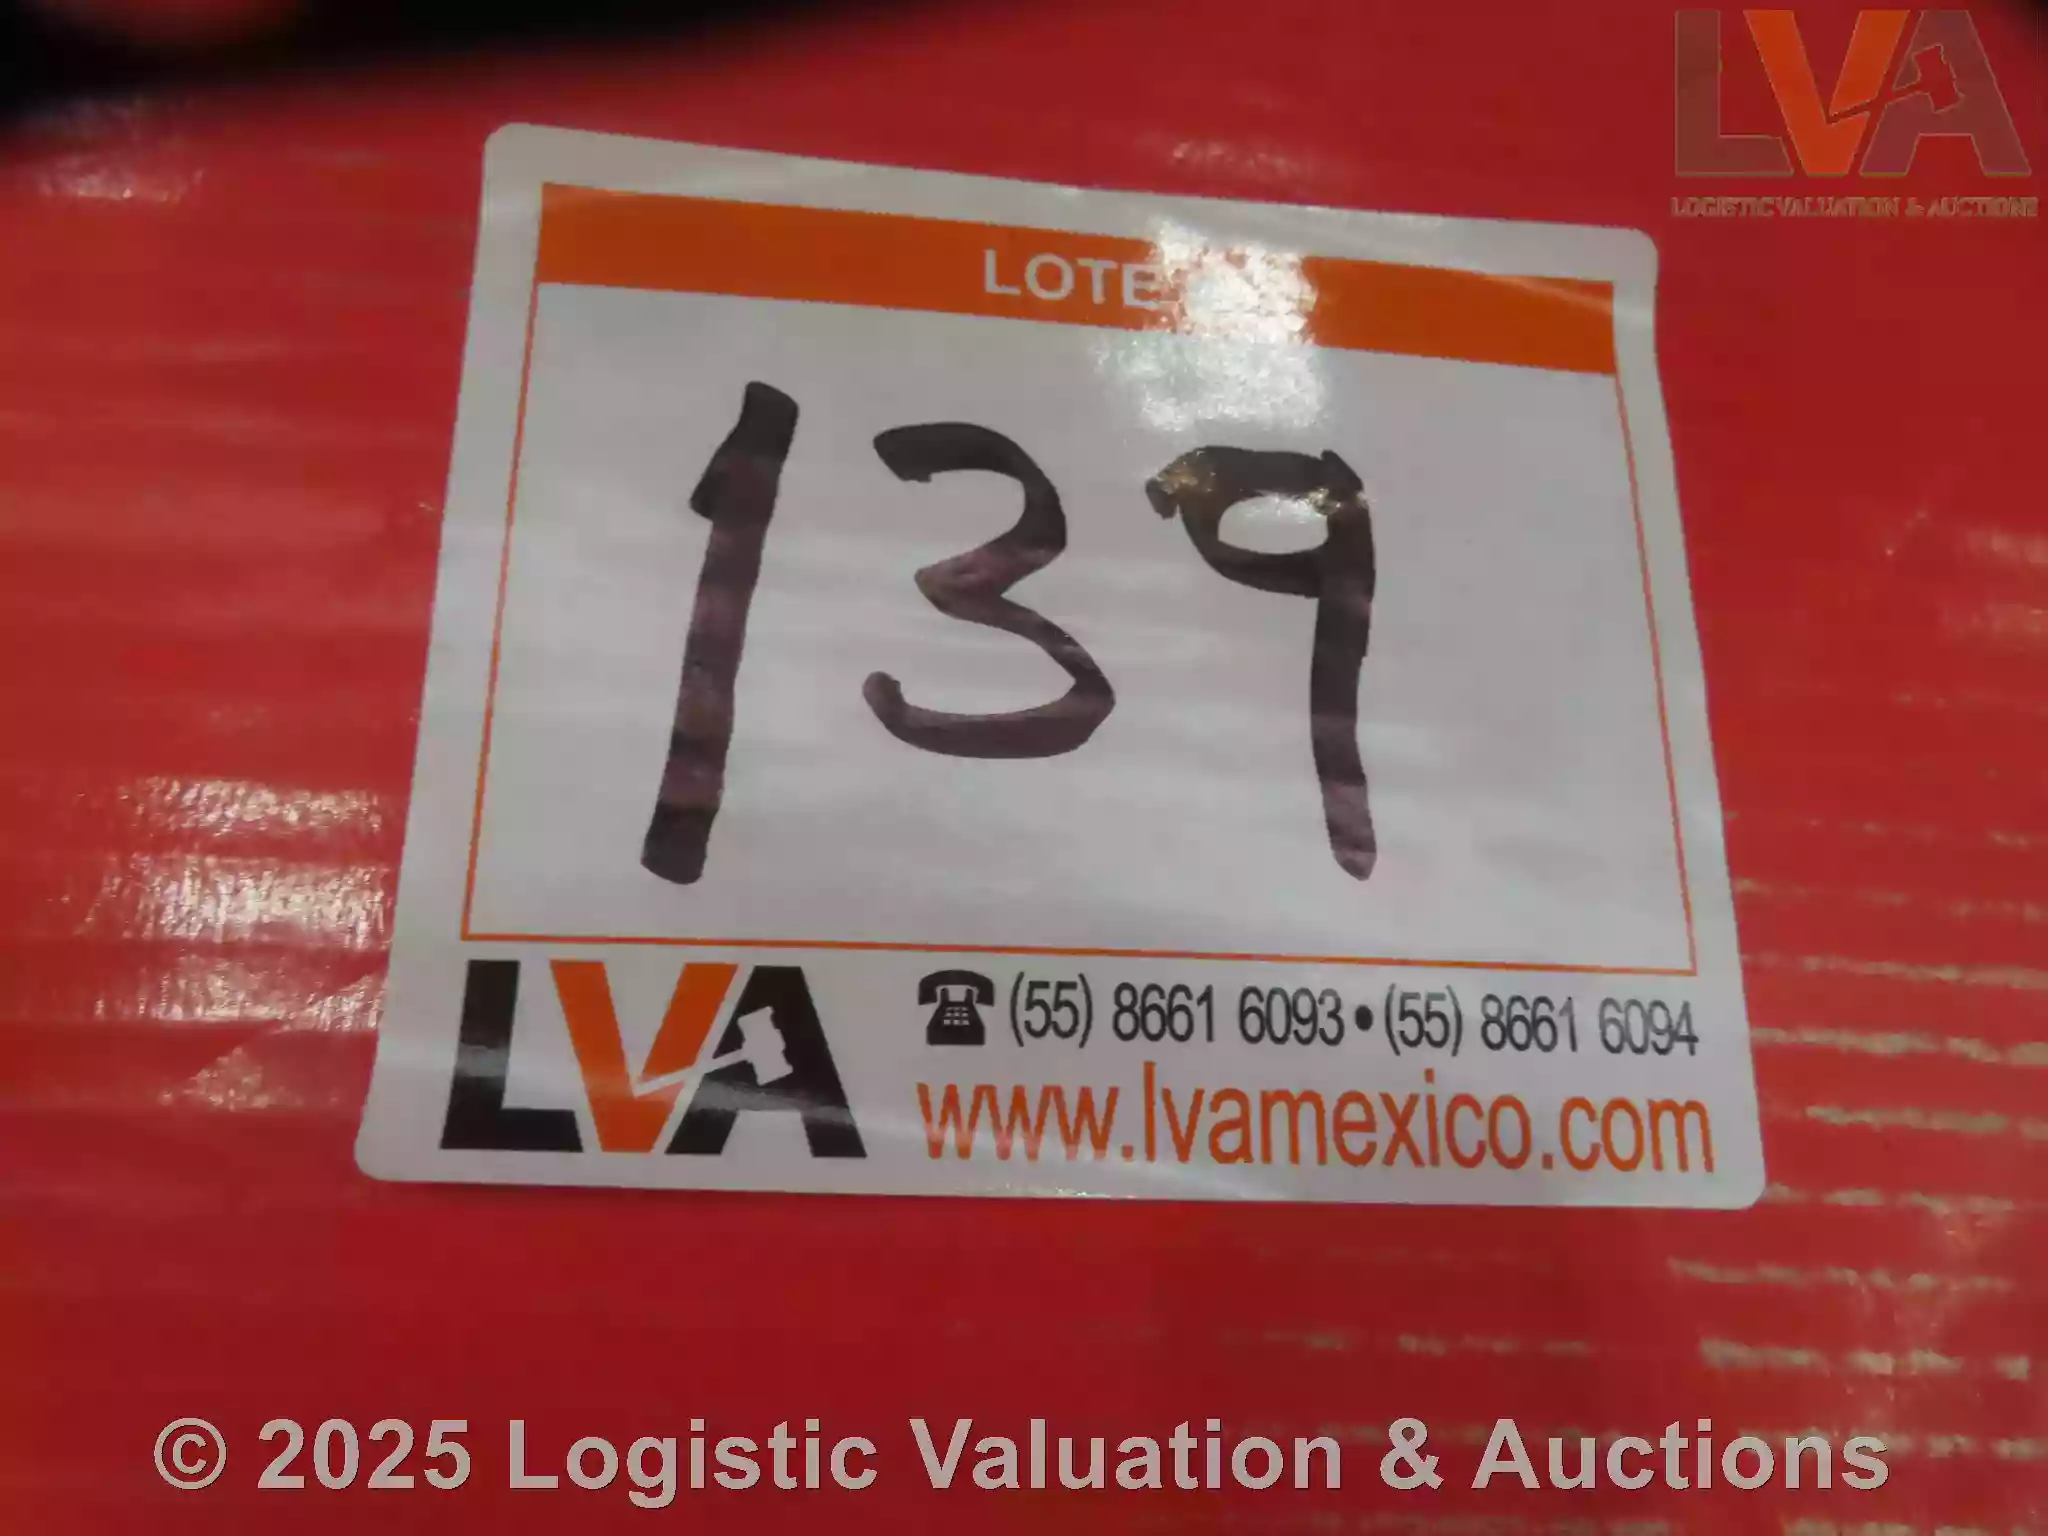 LVA
LOGISTIC VALUATION & AUCTIONS
LOTE
139
LVA
(55) 8661 6093 • (55) 8661 6094
www.lvamexico.com
© 2025 Logistic Valuation & Auctions